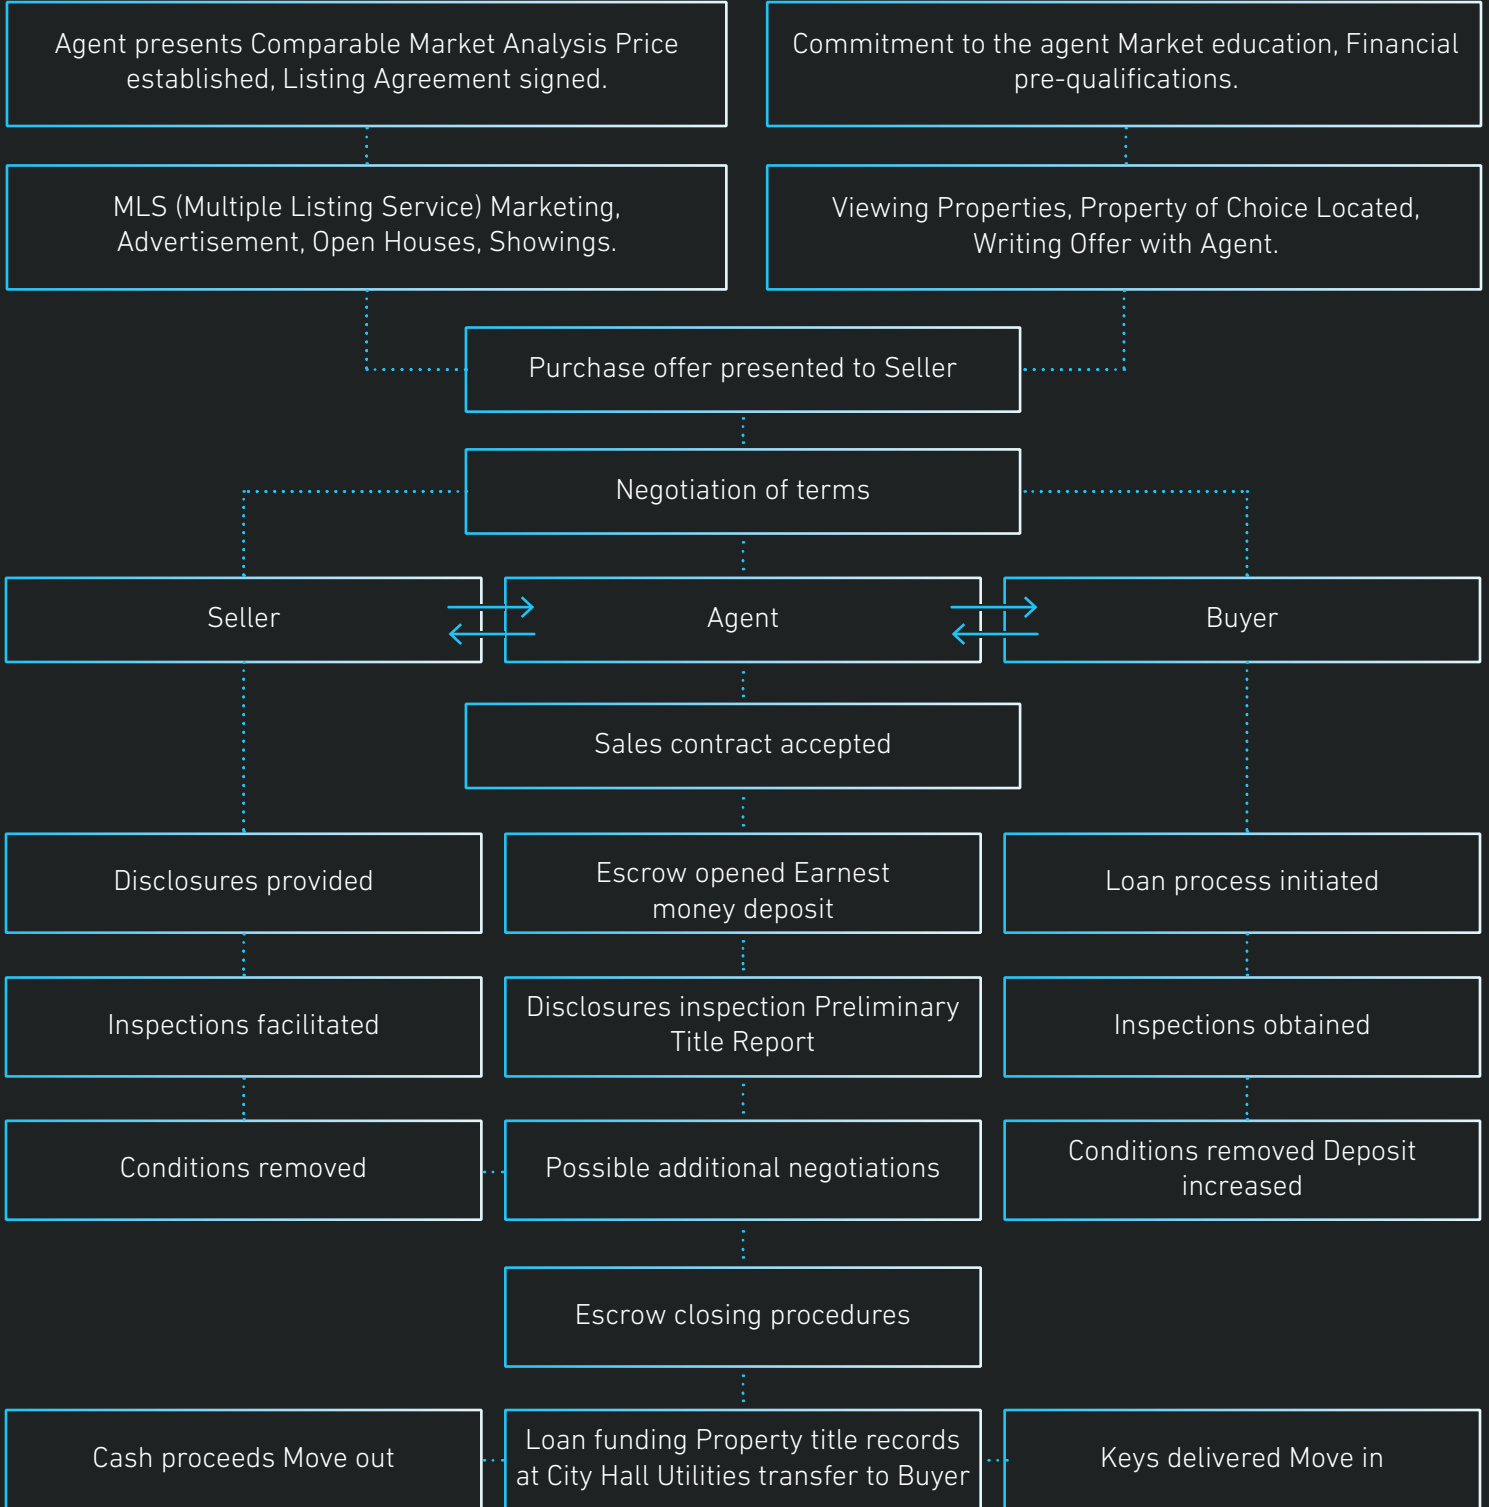 Agent presents Comparable Market Analysis Price
established, Listing Agreement signed.
Commitment to the agent Market education, Financial
pre-qualifications.
MLS (Multiple Listing Service) Marketing,
Advertisement, Open Houses, Showings.
Viewing Properties, Property of Choice Located,
Writing Offer with Agent.
Purchase offer presented to Seller
Negotiation of terms
Seller
Agent
Buyer
Sales contract accepted
Disclosures provided
Escrow opened Earnest
money deposit
Loan process initiated
Inspections facilitated
Disclosures inspection Preliminary
Title Report
Inspections obtained
Conditions removed
Possible additional negotiations
Conditions removed Deposit
increased
Escrow closing procedures
Cash proceeds Move out
Loan funding Property title records
at City Hall Utilities transfer to Buyer
Keys delivered Move in